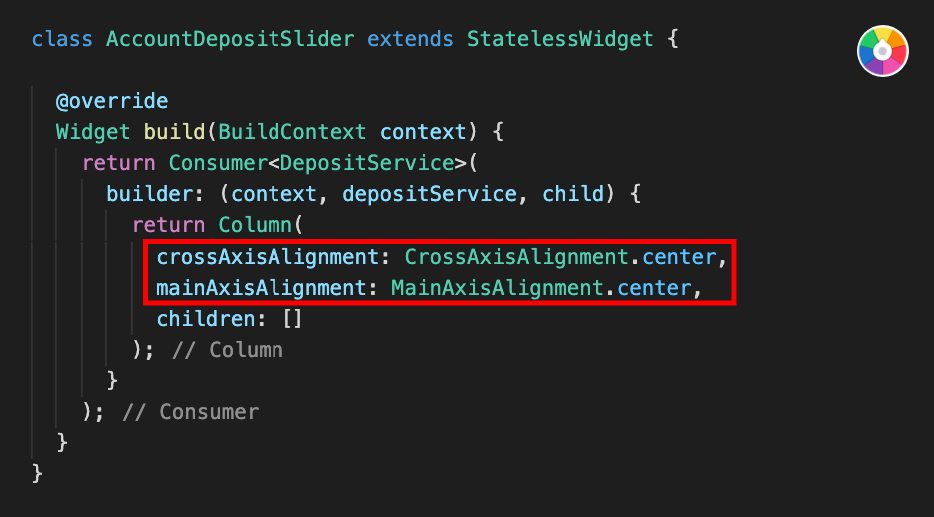 class AccountDepositSlider extends StatelessWidget {
@override
Widget build(BuildContext context) {
return Consumer<DepositService>(
builder: (context, depositService, child) {
return Column(
crossAxisAlignment: CrossAxisAlignment.center,
mainAxisAlignment: MainAxisAlignment.center,
children: []
); // Column
}
); // Consumer
}
}